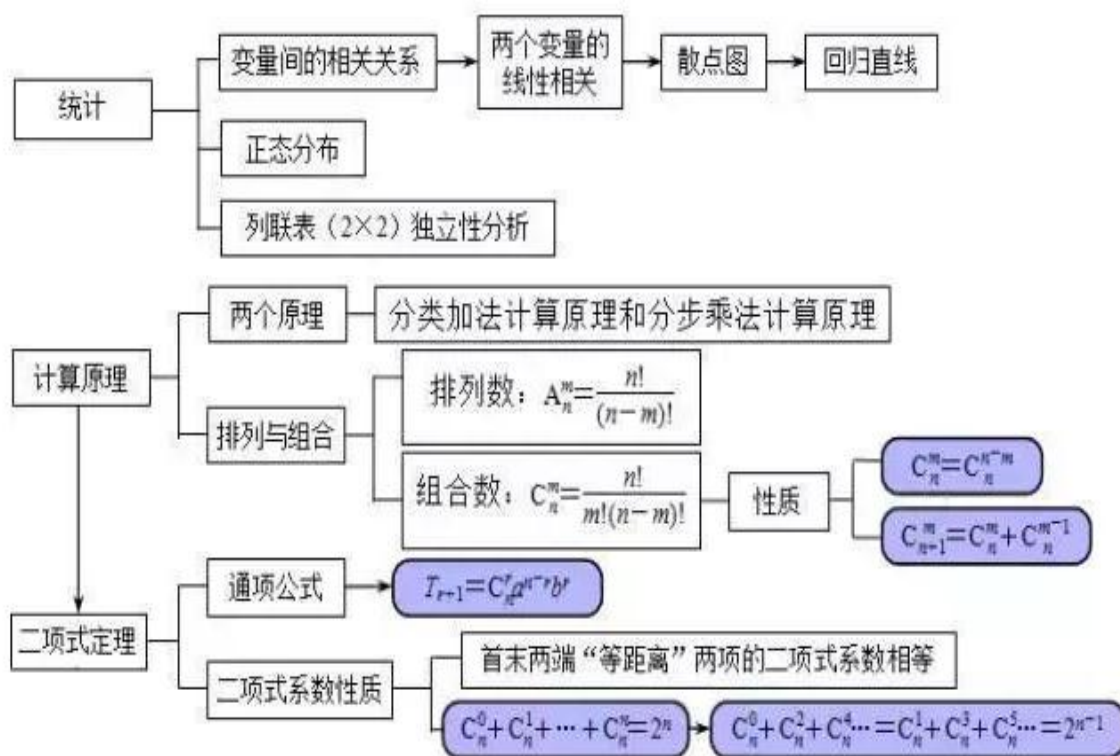 统计
变量间的相关关系
两个变量的
线性相关
散点图
回归直线
正态分布
列联表（2×2）独立性分析
计算原理
两个原理
分类加法计算原理和分步乘法计算原理
排列与组合
排列数：A_n^m=n!/(n-m)!
组合数：C_n^m=n!/m!(n-m)!
性质
C_n^m=C_n^{n-m}
C_{n+1}^m=C_n^m+C_n^{m-1}
二项式定理
通项公式
T_{r+1}=C_n^r a^{n-r}b^r
二项式系数性质
首末两端“等距离”两项的二项式系数相等
C_n^0+C_n^1+…+C_n^n=2^n
C_n^0+C_n^2+C_n^4…=C_n^1+C_n^3+C_n^5…=2^{n-1}